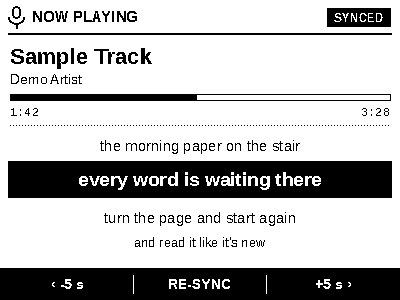 NOW PLAYING
SYNCED
Sample Track
Demo Artist
1:42
3:28
the morning paper on the stair
every word is waiting there
turn the page and start again
and read it like it's new
‹ -5 s
RE-SYNC
+5 s ›